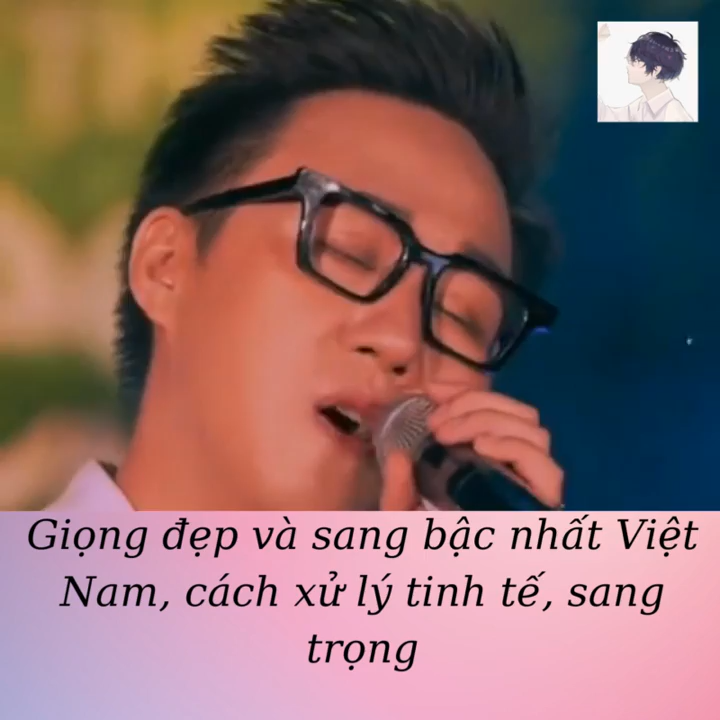 Giọng đẹp và sang bậc nhất Việt
Nam, cách xử lý tinh tế, sang
trọng